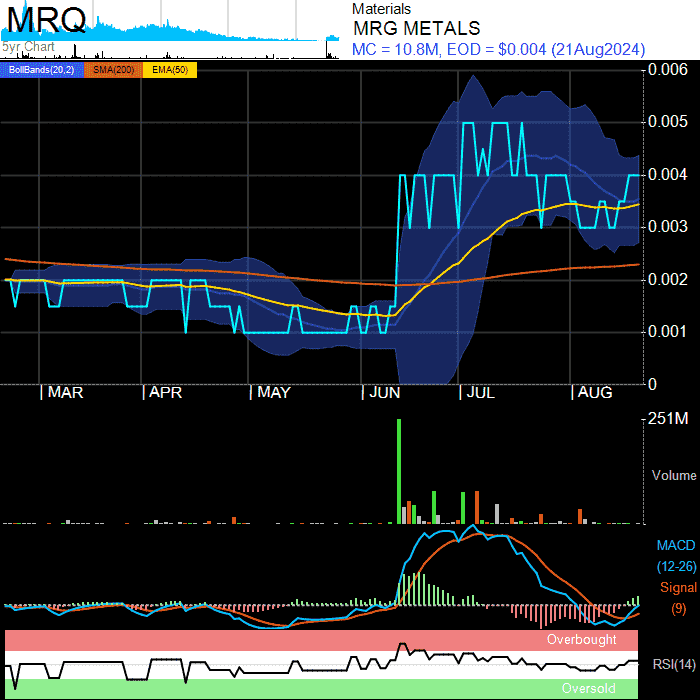 MRQ
5yr Chart
Materials
MRG METALS
MC = 10.8M, EOD = $0.004 (21Aug2024)
BollBands(20,2) SMA(200) EMA(50)
0.006
0.005
0.004
0.003
0.002
0.001
0
MAR APR MAY JUN JUL AUG
251M
Volume
MACD
(12-26)
Signal
(9)
Overbought
RSI(14)
Oversold